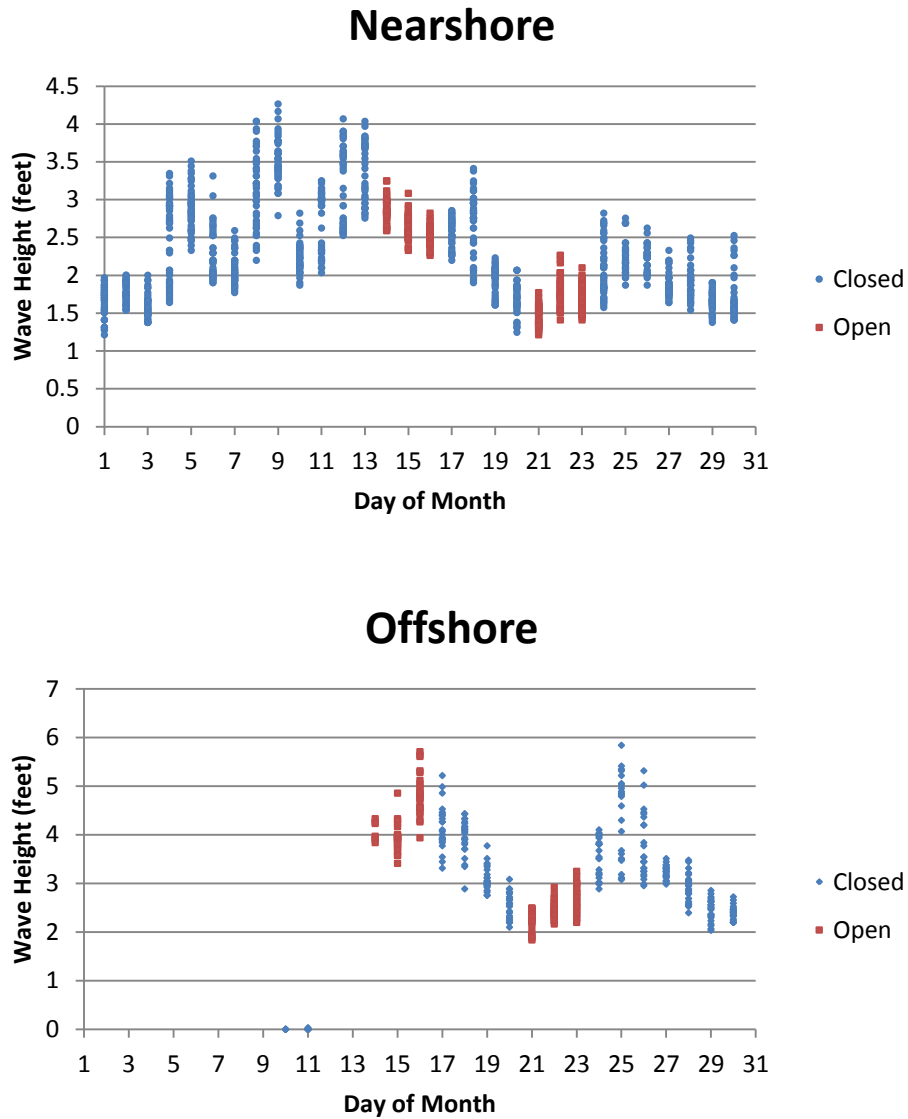 Nearshore
4.5
4
3.5
3
2.5
2
1.5
1
0.5
0
Wave Height (feet)
1 3 5 7 9 11 13 15 17 19 21 23 25 27 29 31
Day of Month
Closed
Open
Offshore
7
6
5
4
3
2
1
0
Wave Height (feet)
1 3 5 7 9 11 13 15 17 19 21 23 25 27 29 31
Day of Month
Closed
Open